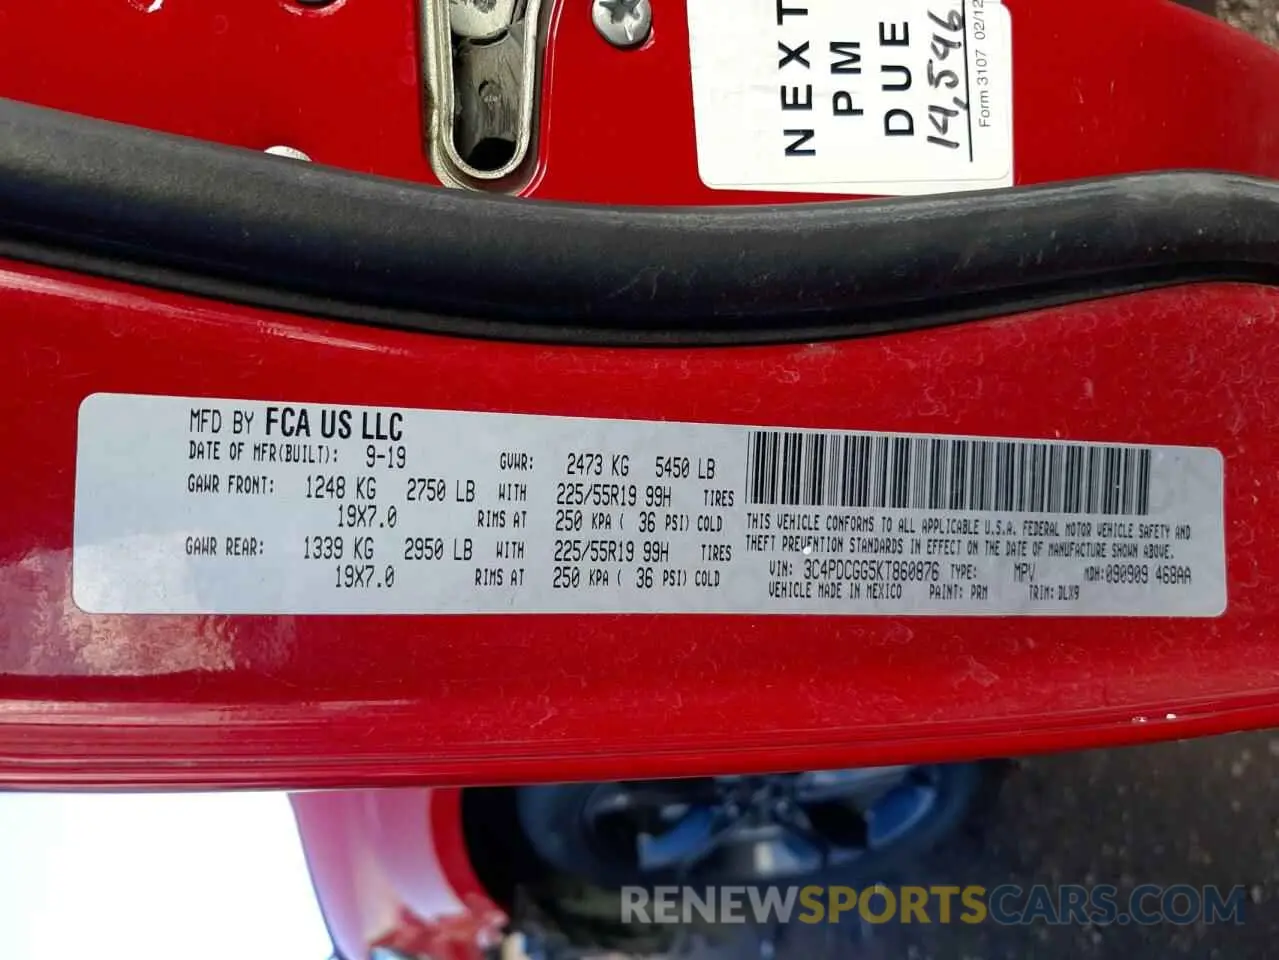 NEXT
PM
DUE
14,546
Form 3107 02/12
MFD BY FCA US LLC
DATE OF MFR(BUILT): 9-19 GVWR: 2473 KG 5450 LB
GAWR FRONT: 1248 KG 2750 LB WITH 225/55R19 99H TIRES
19X7.0 RIMS AT 250 KPA ( 36 PSI) COLD
GAWR REAR: 1339 KG 2950 LB WITH 225/55R19 99H TIRES
19X7.0 RIMS AT 250 KPA ( 36 PSI) COLD
THIS VEHICLE CONFORMS TO ALL APPLICABLE U.S.A. FEDERAL MOTOR VEHICLE SAFETY AND
THEFT PREVENTION STANDARDS IN EFFECT ON THE DATE OF MANUFACTURE SHOWN ABOVE.
VIN: 3C4PDCGG5KT860876 TYPE: MPV MDH:090909 468AA
VEHICLE MADE IN MEXICO PAINT: PRM TRIM: DLX9
RENEWSPORTSCARS.COM